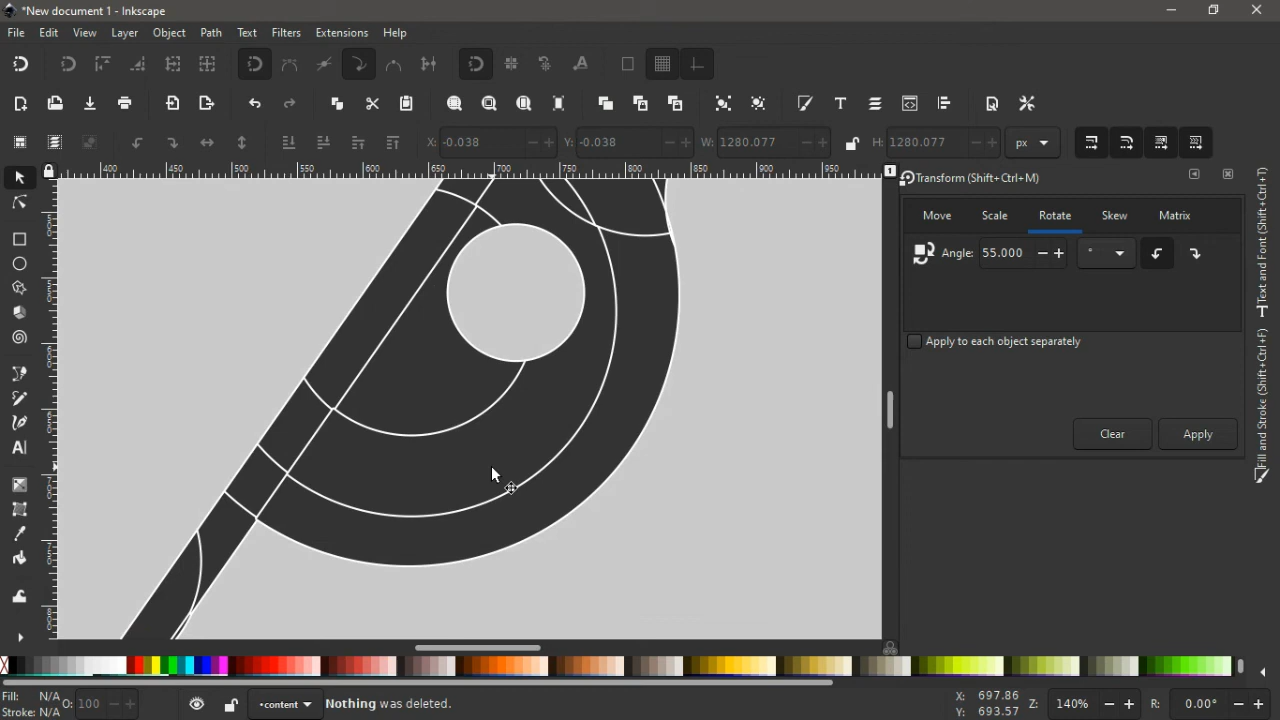 *New document 1 - Inkscape
File Edit View Layer Object Path Text Filters Extensions Help
X: -0.038 Y: -0.038 W: 1280.077 H: 1280.077 px
400 450 500 550 600 650 700 750 800 850 900 950 1
Transform (Shift+Ctrl+M)
Move Scale Rotate Skew Matrix
Angle: 55.000 °
Apply to each object separately
Clear Apply
Text and Font (Shift+Ctrl+T)
Fill and Stroke (Shift+Ctrl+F)
Fill: N/A O: 100 •content Nothing was deleted. X: 697.86 Z: 140% R: 0.00°
Stroke: N/A Y: 693.57